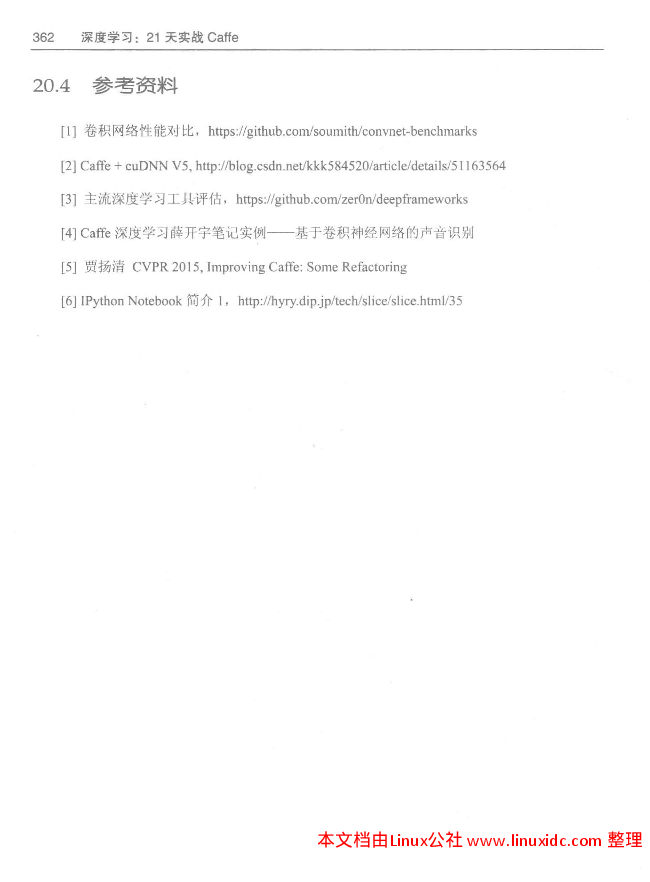 362 深度学习：21 天实战 Caffe
20.4 参考资料
[1] 卷积网络性能对比，https://github.com/soumith/convnet-benchmarks
[2] Caffe + cuDNN V5, http://blog.csdn.net/kkk584520/article/details/51163564
[3] 主流深度学习工具评估，https://github.com/zer0n/deepframeworks
[4] Caffe 深度学习薛开宇笔记实例——基于卷积神经网络的声音识别
[5] 贾扬清 CVPR 2015, Improving Caffe: Some Refactoring
[6] IPython Notebook 简介 1，http://hyry.dip.jp/tech/slice/slice.html/35
本文档由Linux公社 www.linuxidc.com 整理